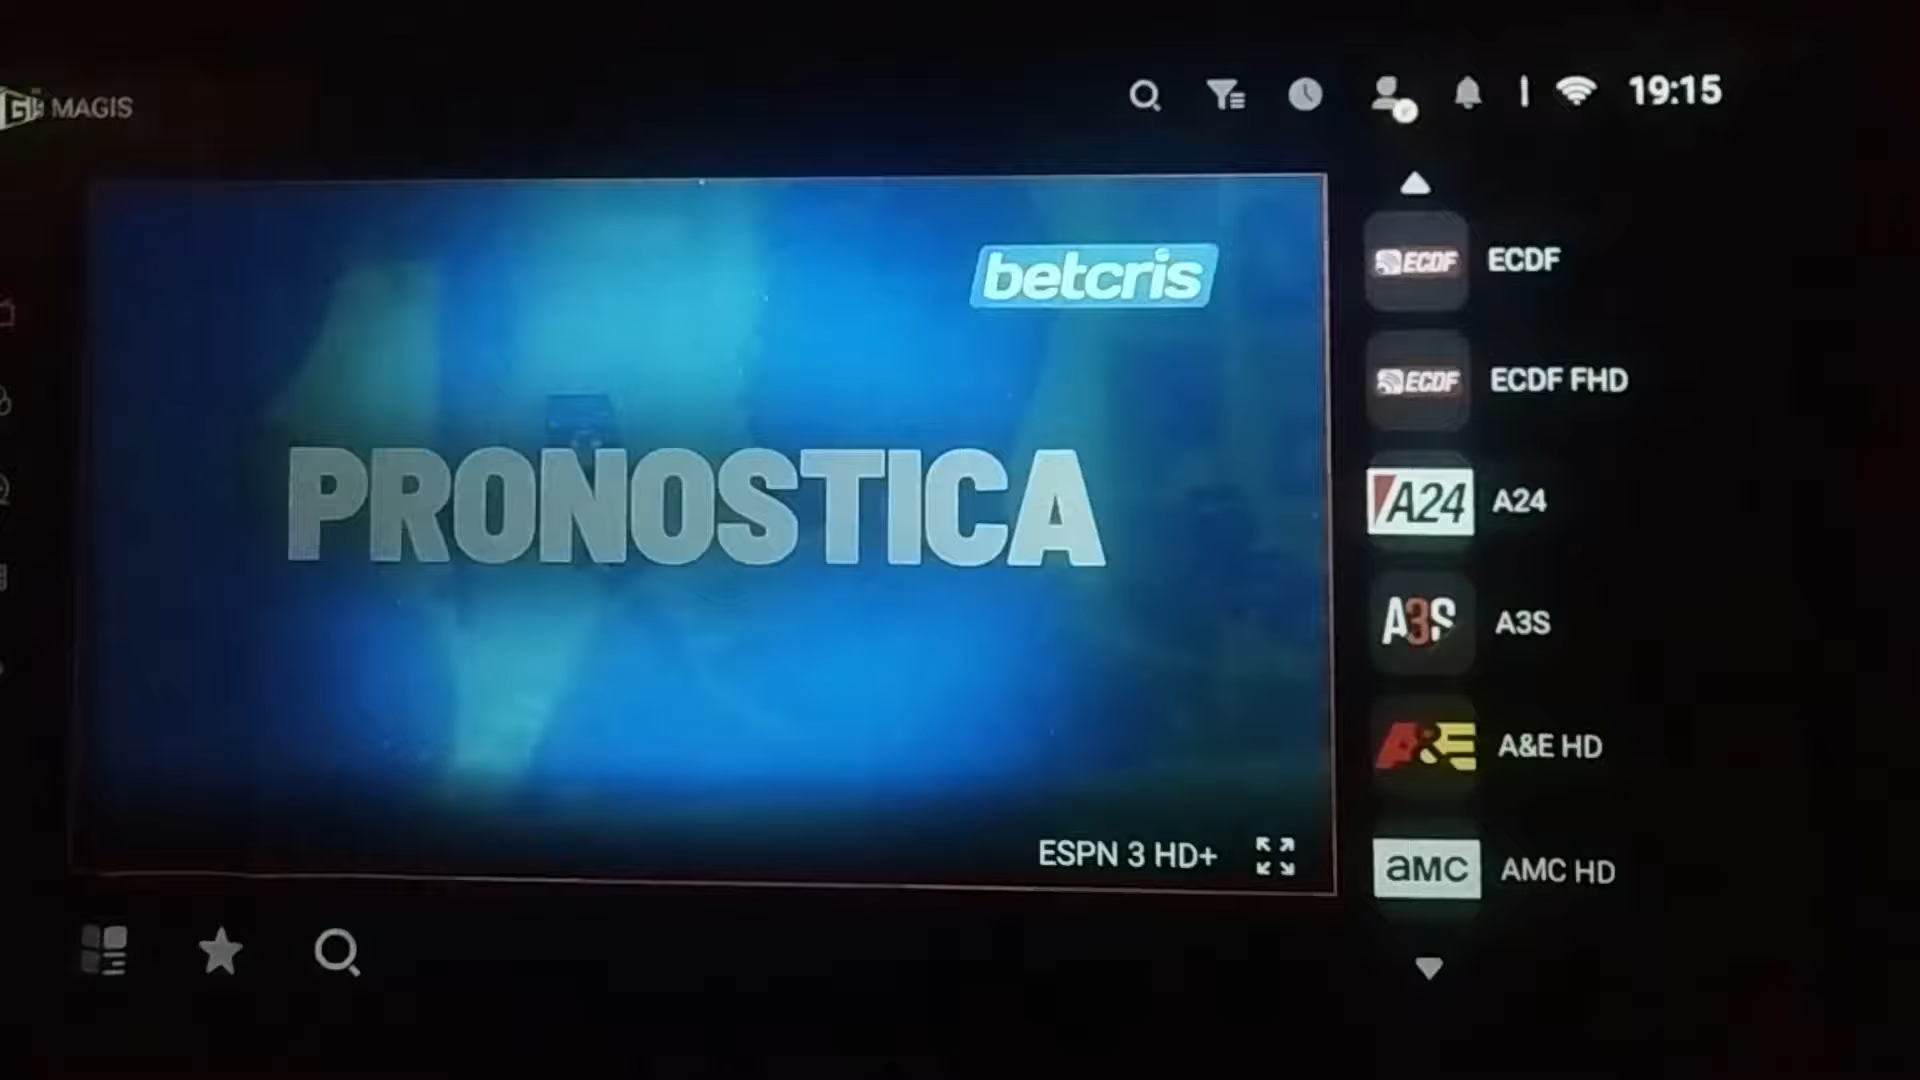 MAGIS
19:15
betcris
PRONOSTICA
ESPN 3 HD+
ECDF ECDF
ECDF ECDF FHD
A24 A24
A3S A3S
A&E A&E HD
aMC AMC HD